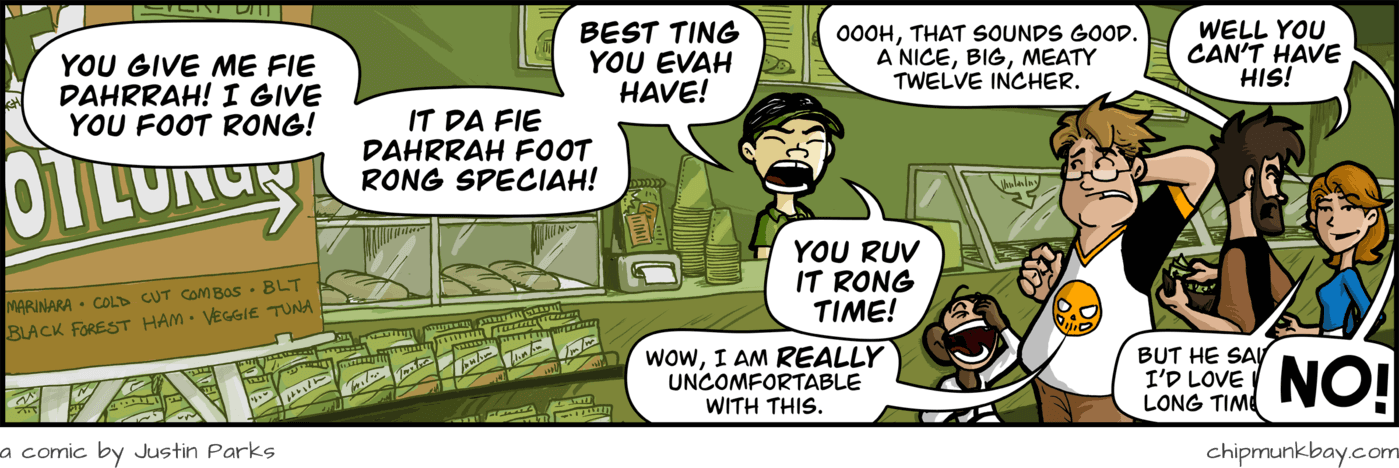 EVERY DAY
YOU GIVE ME FIE
DAHRRAH! I GIVE
YOU FOOT RONG!
IT DA FIE
DAHRRAH FOOT
RONG SPECIAH!
BEST TING
YOU EVAH
HAVE!
YOU RUV
IT RONG
TIME!
OOOH, THAT SOUNDS GOOD.
A NICE, BIG, MEATY
TWELVE INCHER.
WELL YOU
CAN'T HAVE
HIS!
WOW, I AM REALLY
UNCOMFORTABLE
WITH THIS.
BUT HE SAI
I'D LOVE I
LONG TIME
NO!
OTLONGS
MARINARA • COLD CUT COMBOS • BLT
BLACK FOREST HAM • VEGGIE TUNA
a comic by Justin Parks
chipmunkbay.com